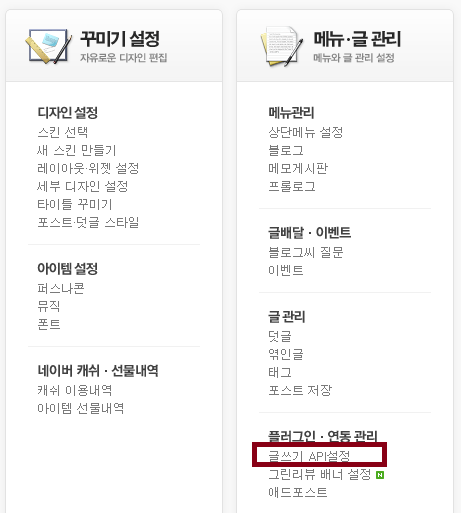 꾸미기 설정
자유로운 디자인 편집
디자인 설정
스킨 선택
새 스킨 만들기
레이아웃·위젯 설정
세부 디자인 설정
타이틀 꾸미기
포스트·덧글 스타일
아이템 설정
퍼스나콘
뮤직
폰트
네이버 캐쉬 · 선물내역
캐쉬 이용내역
아이템 선물내역
메뉴·글 관리
메뉴와 글 관리 설정
메뉴관리
상단메뉴 설정
블로그
메모게시판
프롤로그
글배달 · 이벤트
블로그씨 질문
이벤트
글 관리
덧글
엮인글
태그
포스트 저장
플러그인 · 연동 관리
글쓰기 API설정
그린리뷰 배너 설정 N
애드포스트